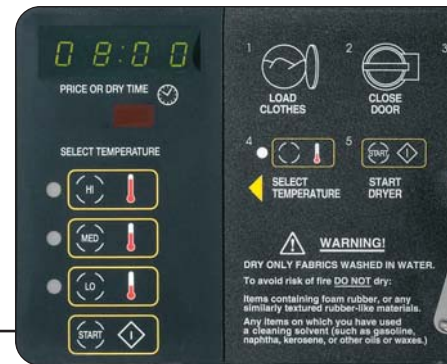 08:00
PRICE OR DRY TIME
SELECT TEMPERATURE
HI
MED
LO
START
1
LOAD
CLOTHES
2
CLOSE
DOOR
3
4
SELECT
TEMPERATURE
5
START
START
DRYER
WARNING!
DRY ONLY FABRICS WASHED IN WATER.
To avoid risk of fire DO NOT dry:
Items containing foam rubber, or any
similarly textured rubber-like materials.
Any items on which you have used
a cleaning solvent (such as gasoline,
naphtha, kerosene, or other oils or waxes.)